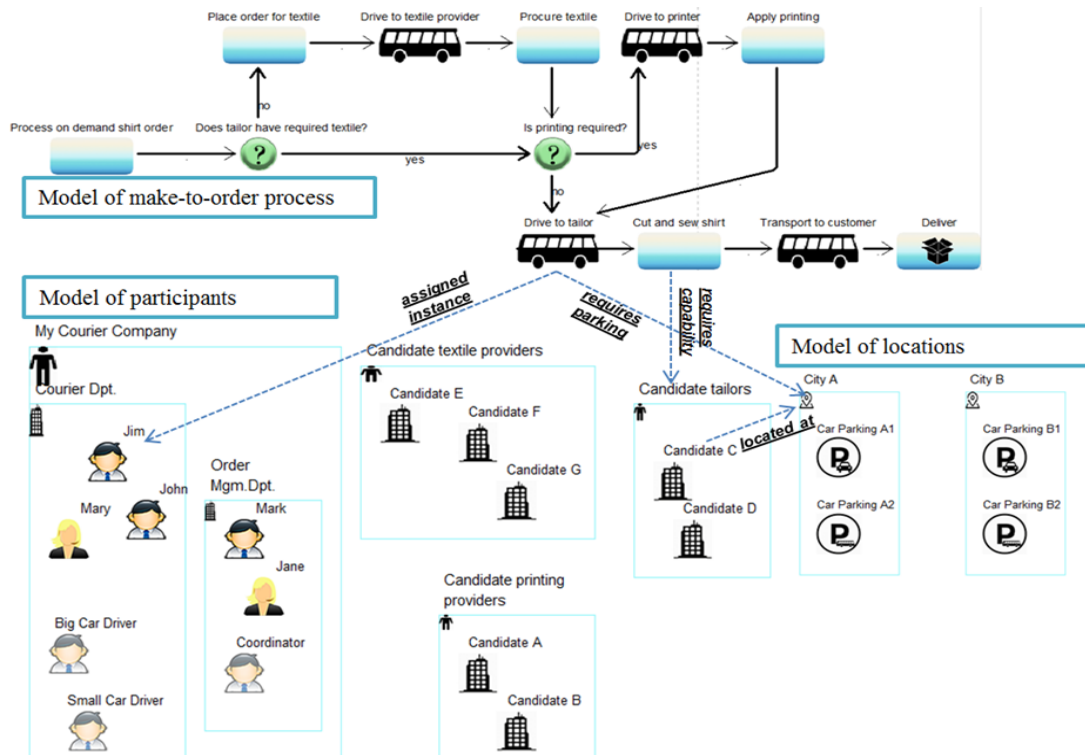 Place order for textile
Drive to textile provider
Procure textile
Drive to printer
Apply printing
no
Process on demand shirt order
Does tailor have required textile?
Is printing required?
?
?
yes
yes
Model of make-to-order process
no
Drive to tailor
Cut and sew shirt
Transport to customer
Deliver
Model of participants
assigned
instance
requires
parking
requires
capability
Model of locations
My Courier Company
Candidate textile providers
Candidate tailors
City A
City B
Courier Dpt.
Candidate E
Candidate F
Candidate G
Jim
John
Mary
Order
Mgm.Dpt.
Mark
Jane
Candidate C
located at
Candidate D
Car Parking A1
P
Car Parking B1
P
Car Parking A2
P
Car Parking B2
P
Candidate printing
providers
Big Car Driver
Coordinator
Candidate A
Small Car Driver
Candidate B